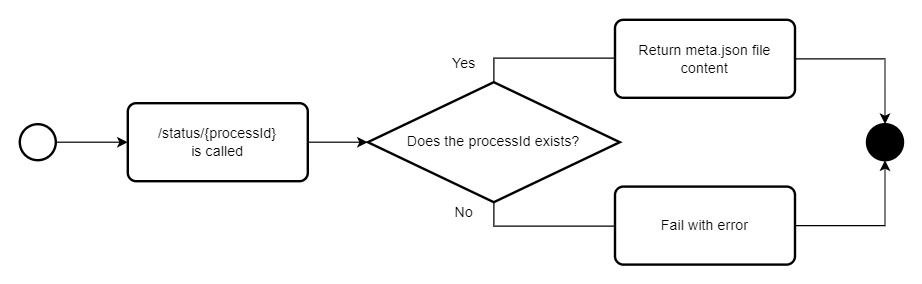 /status/{processId}
is called
Does the processId exists?
Yes
Return meta.json file
content
No
Fail with error